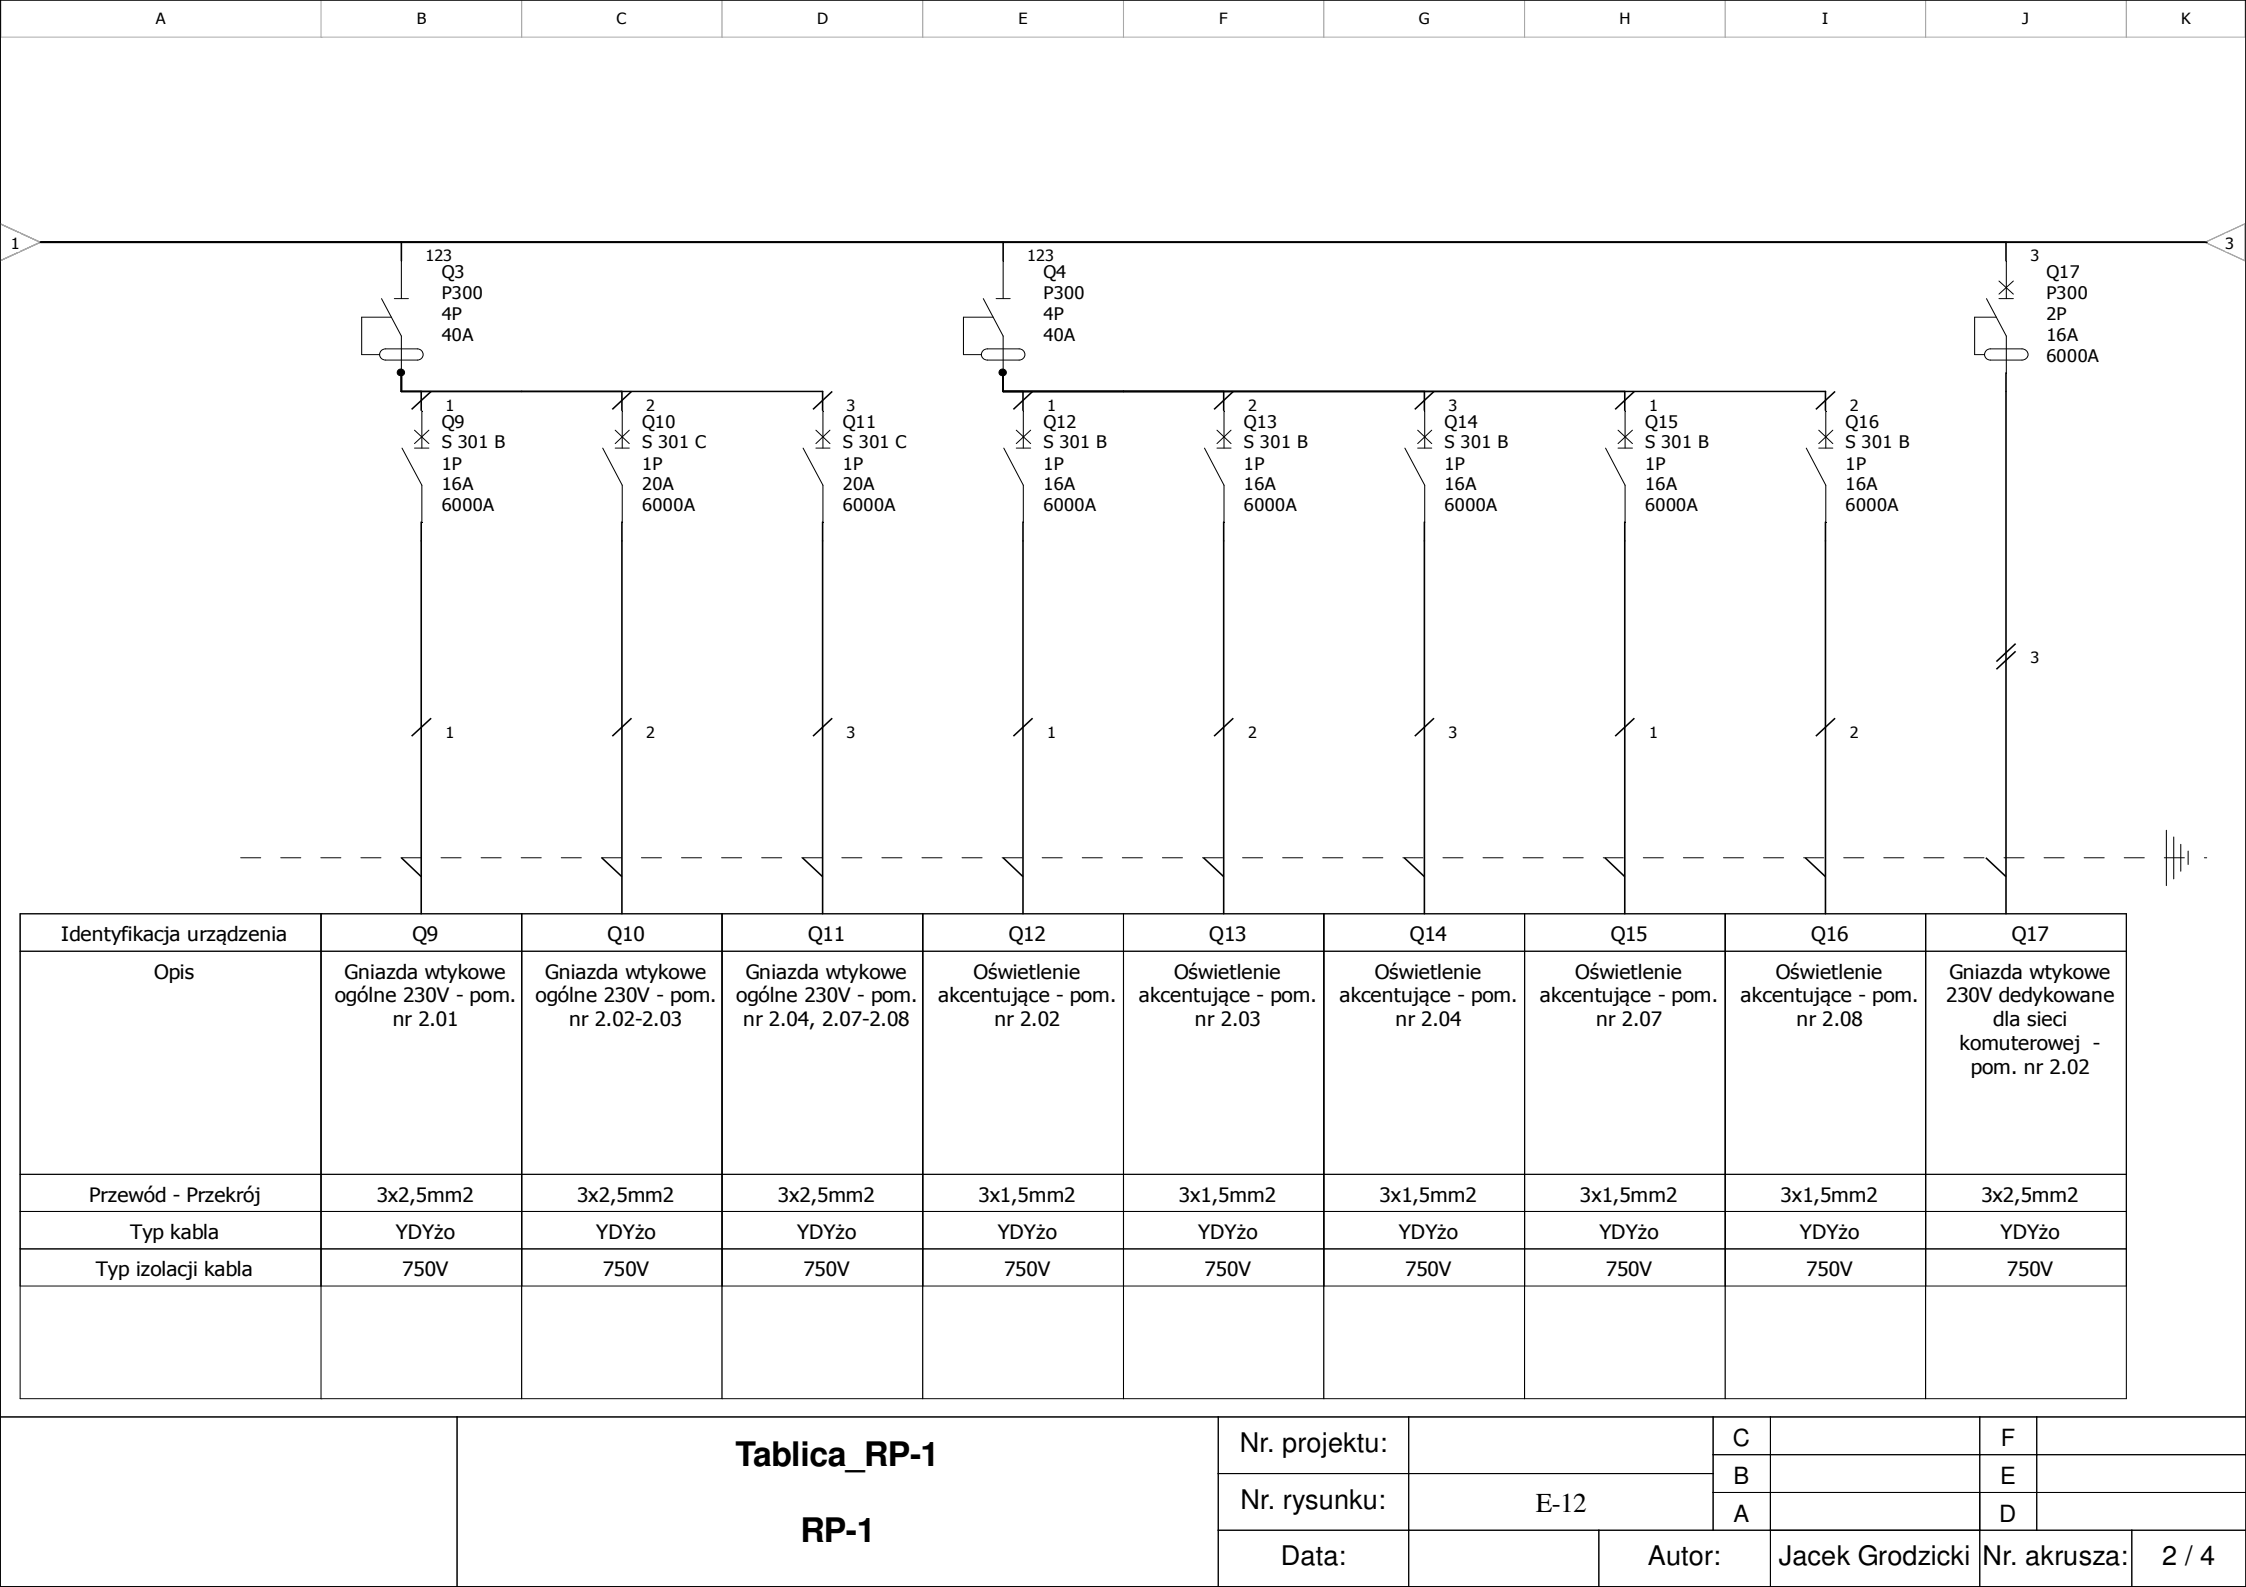 A B C D E F G H I J K
1
3
123
Q3
P300
4P
40A
123
Q4
P300
4P
40A
3
Q17
P300
2P
16A
6000A
1
Q9
S 301 B
1P
16A
6000A
2
Q10
S 301 C
1P
20A
6000A
3
Q11
S 301 C
1P
20A
6000A
1
Q12
S 301 B
1P
16A
6000A
2
Q13
S 301 B
1P
16A
6000A
3
Q14
S 301 B
1P
16A
6000A
1
Q15
S 301 B
1P
16A
6000A
2
Q16
S 301 B
1P
16A
6000A
3
1 2 3 1 2 3 1 2
Identyfikacja urządzenia Q9 Q10 Q11 Q12 Q13 Q14 Q15 Q16 Q17
Opis
Gniazda wtykowe
ogólne 230V - pom.
nr 2.01
Gniazda wtykowe
ogólne 230V - pom.
nr 2.02-2.03
Gniazda wtykowe
ogólne 230V - pom.
nr 2.04, 2.07-2.08
Oświetlenie
akcentujące - pom.
nr 2.02
Oświetlenie
akcentujące - pom.
nr 2.03
Oświetlenie
akcentujące - pom.
nr 2.04
Oświetlenie
akcentujące - pom.
nr 2.07
Oświetlenie
akcentujące - pom.
nr 2.08
Gniazda wtykowe
230V dedykowane
dla sieci
komuterowej -
pom. nr 2.02
Przewód - Przekrój 3x2,5mm2 3x2,5mm2 3x2,5mm2 3x1,5mm2 3x1,5mm2 3x1,5mm2 3x1,5mm2 3x1,5mm2 3x2,5mm2
Typ kabla YDYżo YDYżo YDYżo YDYżo YDYżo YDYżo YDYżo YDYżo YDYżo
Typ izolacji kabla 750V 750V 750V 750V 750V 750V 750V 750V 750V
Tablica_RP-1
RP-1
Nr. projektu:
Nr. rysunku: E-12
C F
B E
A D
Data: Autor: Jacek Grodzicki Nr. akrusza: 2 / 4